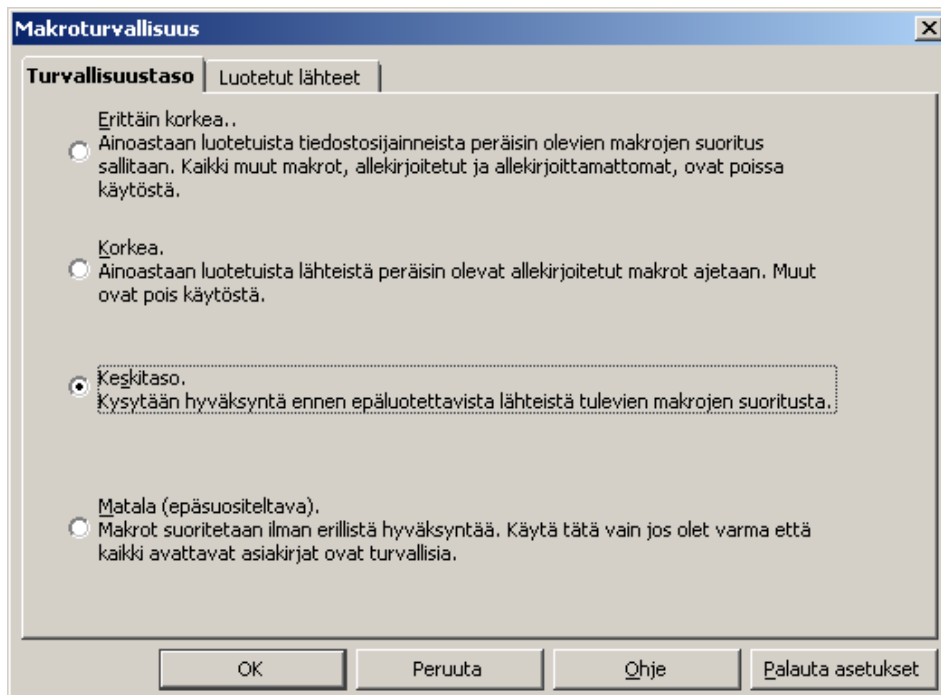 Makroturvallisuus
Turvallisuustaso
Luotetut lähteet
Erittäin korkea..
Ainoastaan luotetuista tiedostosijainneista peräisin olevien makrojen suoritus
sallitaan. Kaikki muut makrot, allekirjoitetut ja allekirjoittamattomat, ovat poissa
käytöstä.
Korkea.
Ainoastaan luotetuista lähteistä peräisin olevat allekirjoitetut makrot ajetaan. Muut
ovat pois käytöstä.
Keskitaso.
Kysytään hyväksyntä ennen epäluotettavista lähteistä tulevien makrojen suoritusta.
Matala (epäsuositeltava).
Makrot suoritetaan ilman erillistä hyväksyntää. Käytä tätä vain jos olet varma että
kaikki avattavat asiakirjat ovat turvallisia.
OK
Peruuta
Ohje
Palauta asetukset